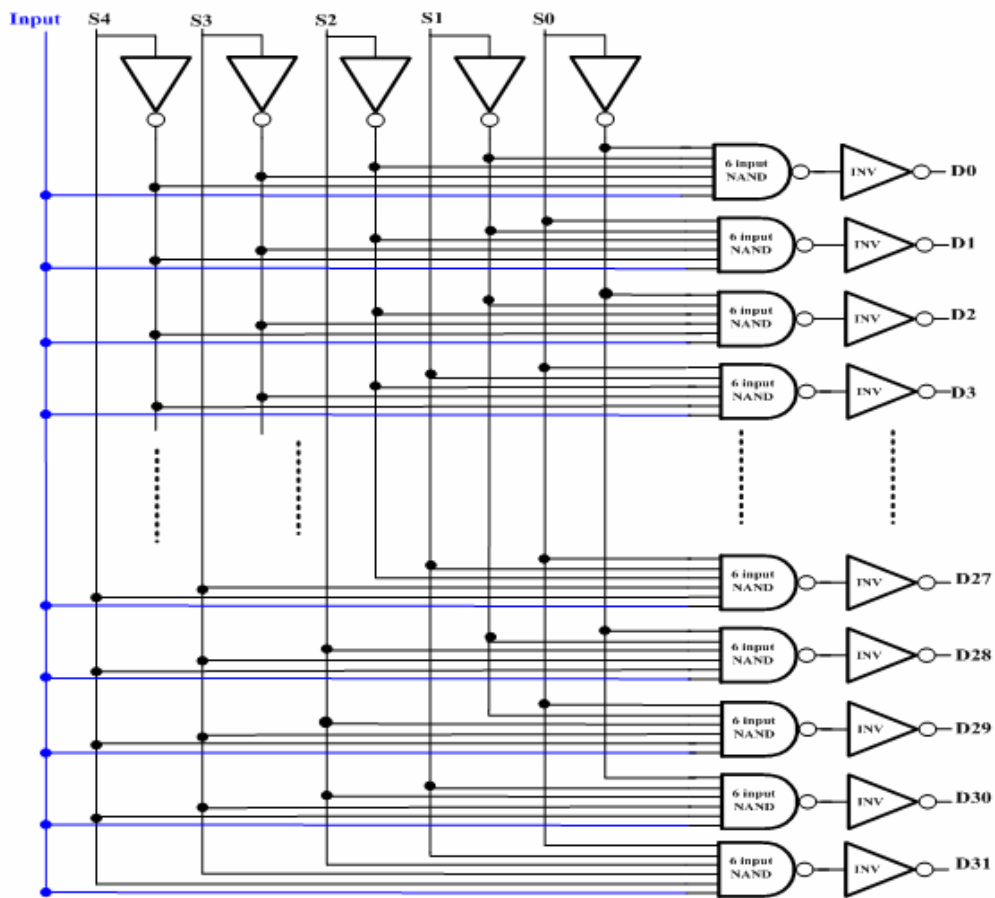 Input S4 S3 S2 S1 S0
6 input
NAND
INV
D0
6 input
NAND
INV
D1
6 input
NAND
INV
D2
6 input
NAND
INV
D3
6 input
NAND
INV
D27
6 input
NAND
INV
D28
6 input
NAND
INV
D29
6 input
NAND
INV
D30
6 input
NAND
INV
D31